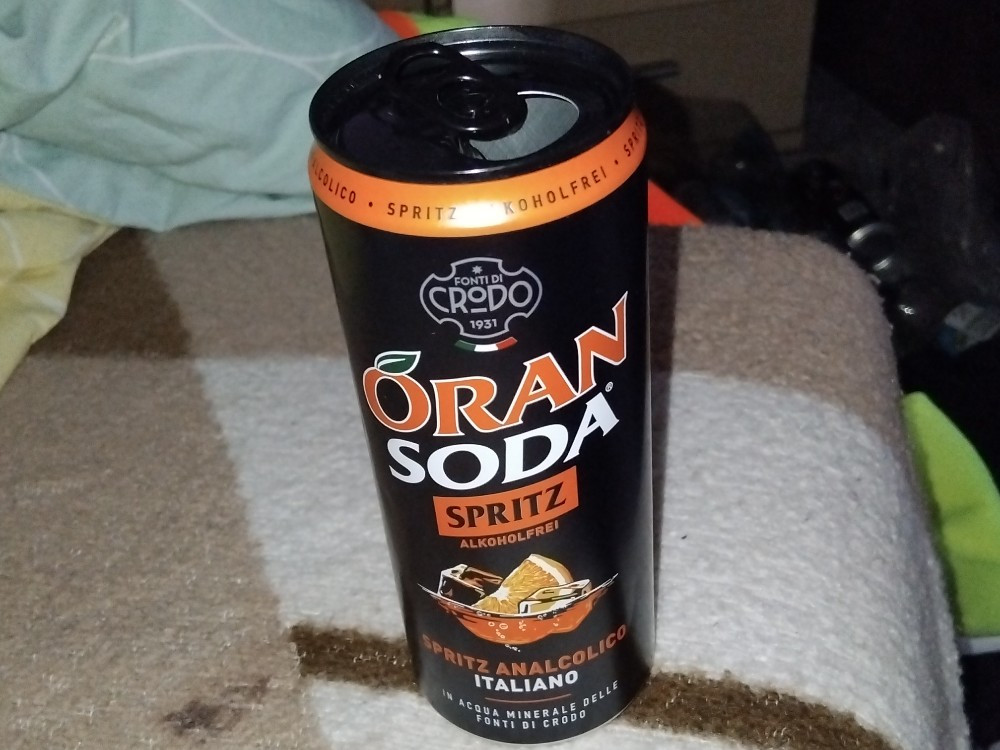 SPRITZ • ALKOHOLFREI •
FONTI DI
CRODO
1931
ORAN
SODA®
SPRITZ
ALKOHOLFREI
SPRITZ ANALCOLICO
ITALIANO
IN ACQUA MINERALE DELLE
FONTI DI CRODO